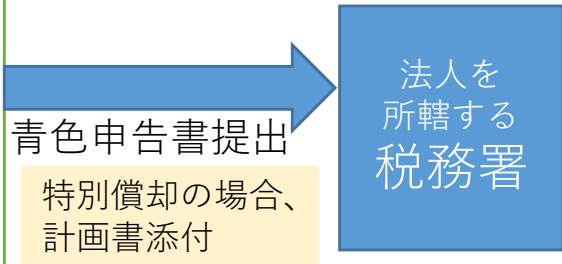 青色申告書提出
特別償却の場合、
計画書添付
法人を
所轄する
税務署